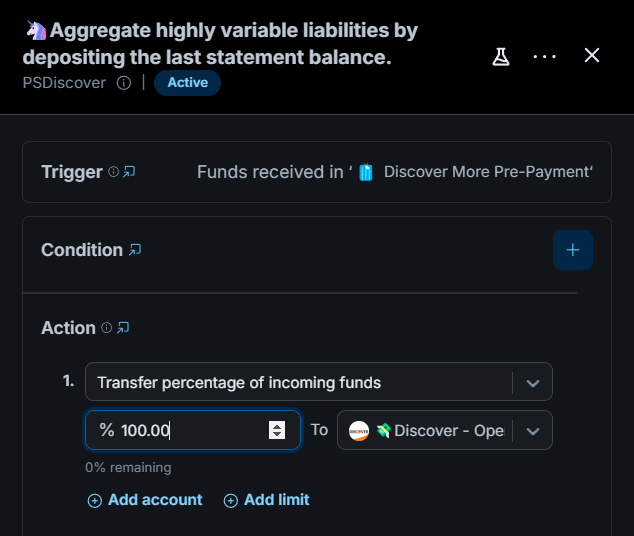 🦄Aggregate highly variable liabilities by
depositing the last statement balance.
PSDiscover | Active
Trigger Funds received in ‘ Discover More Pre-Payment‘
Condition
+
Action
1. Transfer percentage of incoming funds
% 100.00 To DISCOVER 💸Discover - Ope
0% remaining
Add account Add limit